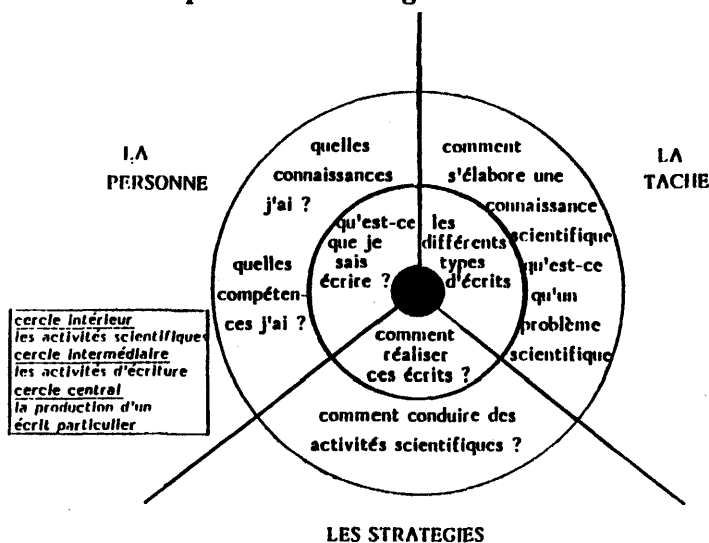 LA
PERSONNE
quelles
connaissances
j'ai ?
quelles
compéten-
ces j'ai ?
qu'est-ce
que je
sais
écrire ?
comment
s'élabore une
connaissance
scientifique
qu'est-ce
qu'un
problème
scientifique
les
différents
types
d'écrits
LA
TACHE
comment
réaliser
ces écrits ?
comment conduire des
activités scientifiques ?
LES STRATEGIES
cercle intérieur
les activités scientifiques
cercle intermédiaire
les activités d'écriture
cercle central
la production d'un
écrit particulier